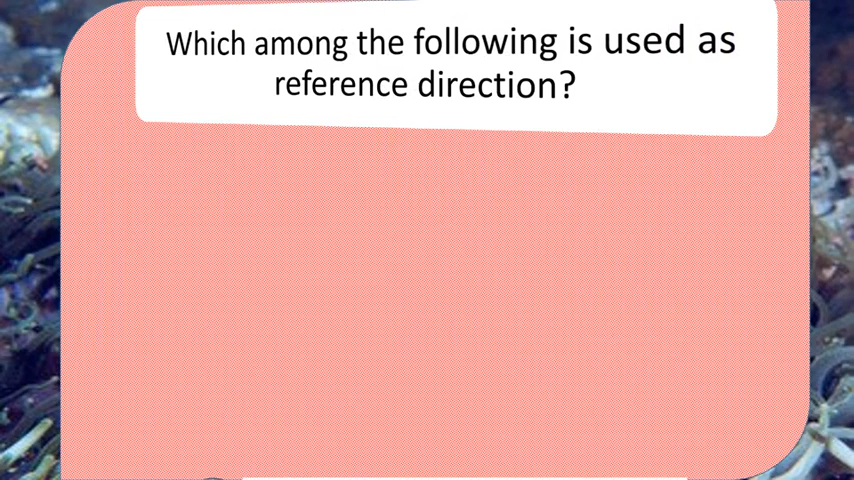 Which among the following is used as
reference direction?